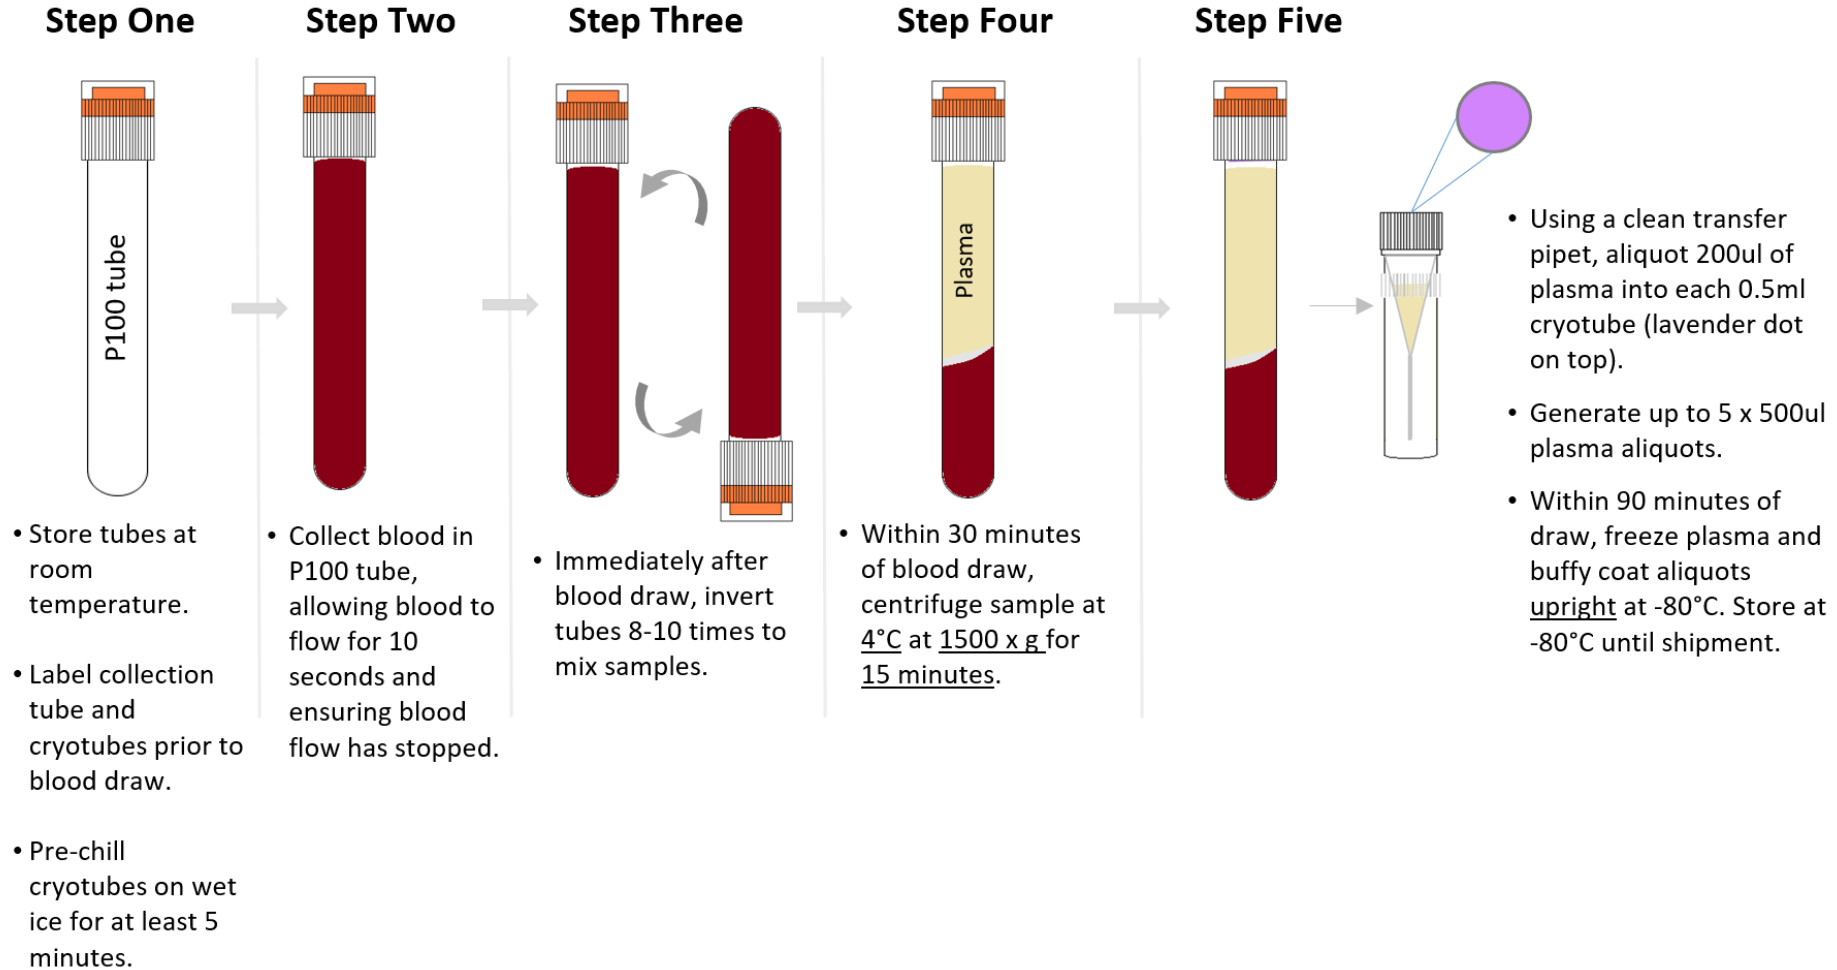 Step One
P100 tube
• Store tubes at
room
temperature.
• Label collection
tube and
cryotubes prior to
blood draw.
• Pre-chill
cryotubes on wet
ice for at least 5
minutes.
Step Two
• Collect blood in
P100 tube,
allowing blood to
flow for 10
seconds and
ensuring blood
flow has stopped.
Step Three
• Immediately after
blood draw, invert
tubes 8-10 times to
mix samples.
Step Four
Plasma
• Within 30 minutes
of blood draw,
centrifuge sample at
4°C at 1500 x g for
15 minutes.
Step Five
• Using a clean transfer
pipet, aliquot 200ul of
plasma into each 0.5ml
cryotube (lavender dot
on top).
• Generate up to 5 x 500ul
plasma aliquots.
• Within 90 minutes of
draw, freeze plasma and
buffy coat aliquots
upright at -80°C. Store at
-80°C until shipment.